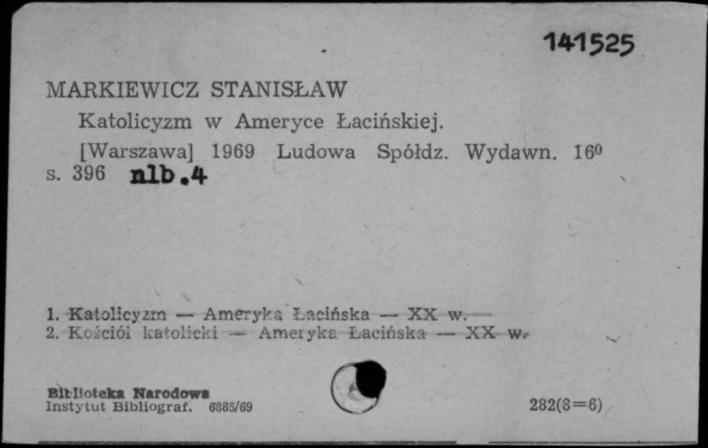 141525
MARKIEWICZ STANISŁAW
Katolicyzm w Ameryce Łacińskiej.
[Warszawa] 1969 Ludowa Spółdz. Wydawn. 16⁰
s. 396 nlb.4
1. Katolicyzm — Ameryka Łacińska — XX w.
2. Kościół katolicki — Ameryka Łacińska — XX w.
Biblioteka Narodowa
Instytut Bibliograf. 6885/69
282(8=6)